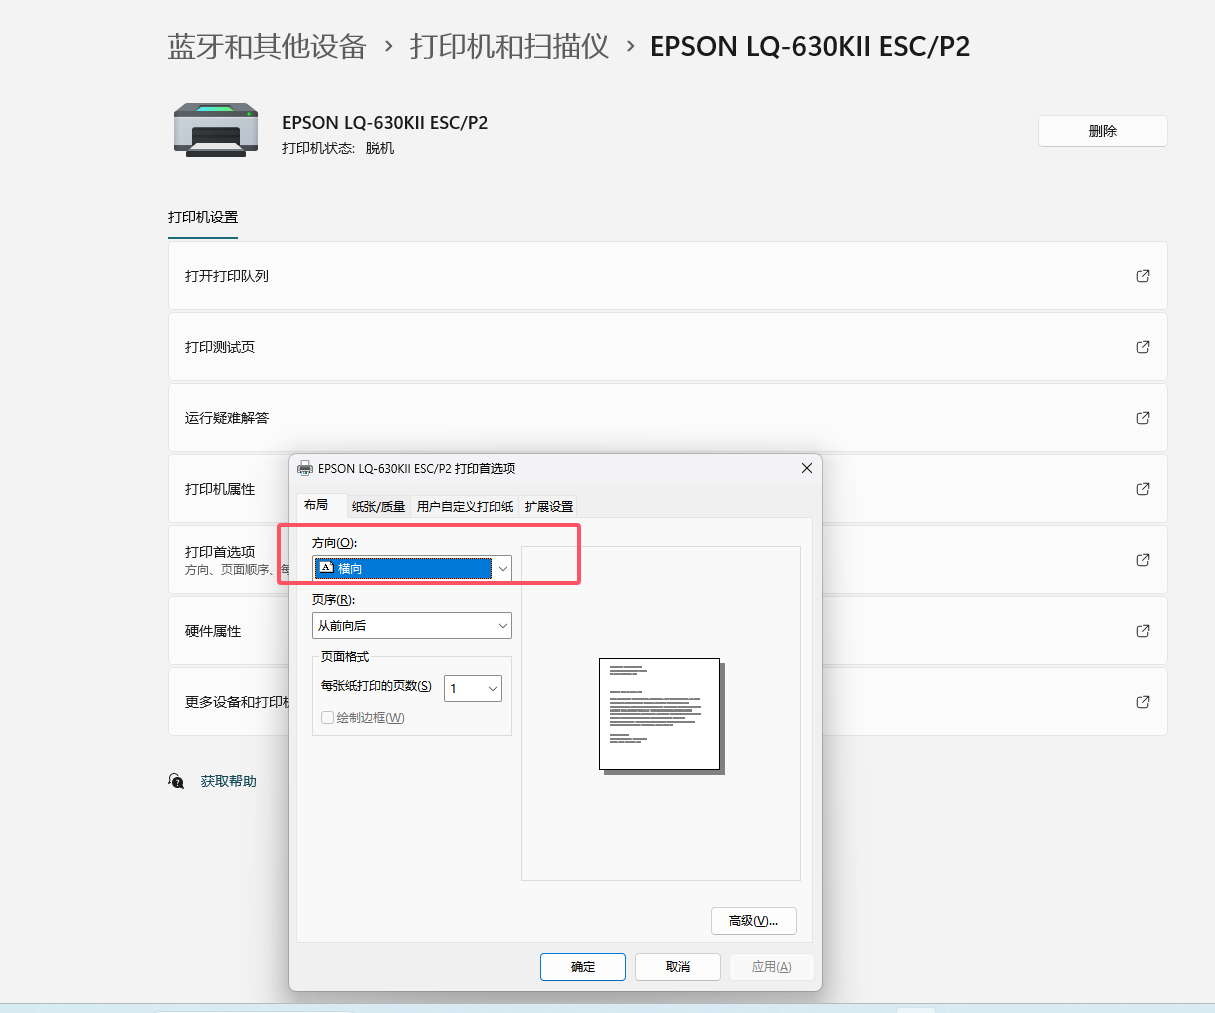 蓝牙和其他设备 › 打印机和扫描仪 › EPSON LQ-630KII ESC/P2
EPSON LQ-630KII ESC/P2
打印机状态: 脱机
删除
打印机设置
打开打印队列
打印测试页
运行疑难解答
打印机属性
打印首选项
方向、页面顺序、每
硬件属性
更多设备和打印机
获取帮助
EPSON LQ-630KII ESC/P2 打印首选项
布局
纸张/质量
用户自定义打印纸
扩展设置
方向(O):
A 横向
页序(R):
从前向后
页面格式
每张纸打印的页数(S)
1
绘制边框(W)
高级(V)...
确定
取消
应用(A)